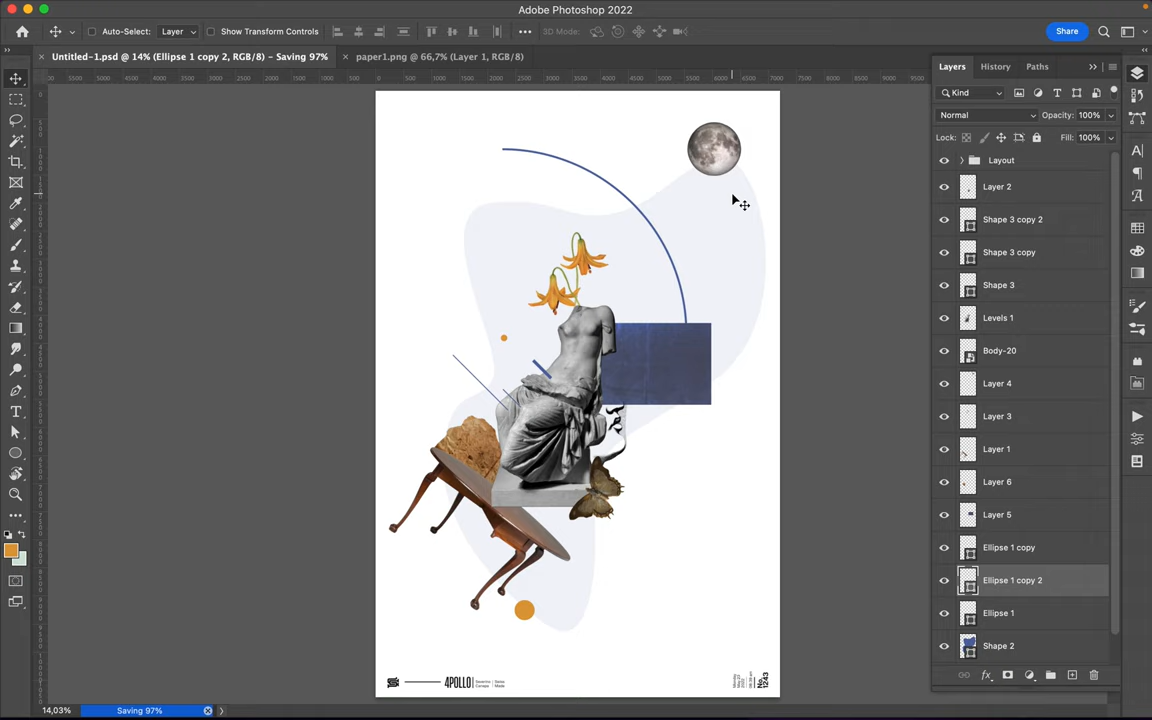 Adobe Photoshop 2022
Auto-Select: Layer Show Transform Controls 3D Mode: Share
Untitled-1.psd @ 14% (Ellipse 1 copy 2, RGB/8) – Saving 97% paper1.png @ 66,7% (Layer 1, RGB/8)
Layers History Paths
Kind
Normal Opacity: 100%
Lock: Fill: 100%
Layout
Layer 2
Shape 3 copy 2
Shape 3 copy
Shape 3
Levels 1
Body-20
Layer 4
Layer 3
Layer 1
Layer 6
Layer 5
Ellipse 1 copy
Ellipse 1 copy 2
Ellipse 1
Shape 2
4POLLO
No. 1243
14,03% Saving 97%